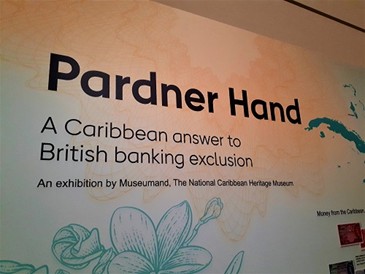 Pardner Hand
A Caribbean answer to
British banking exclusion
An exhibition by Museumand, The National Caribbean Heritage Museum
Money from the Caribbean